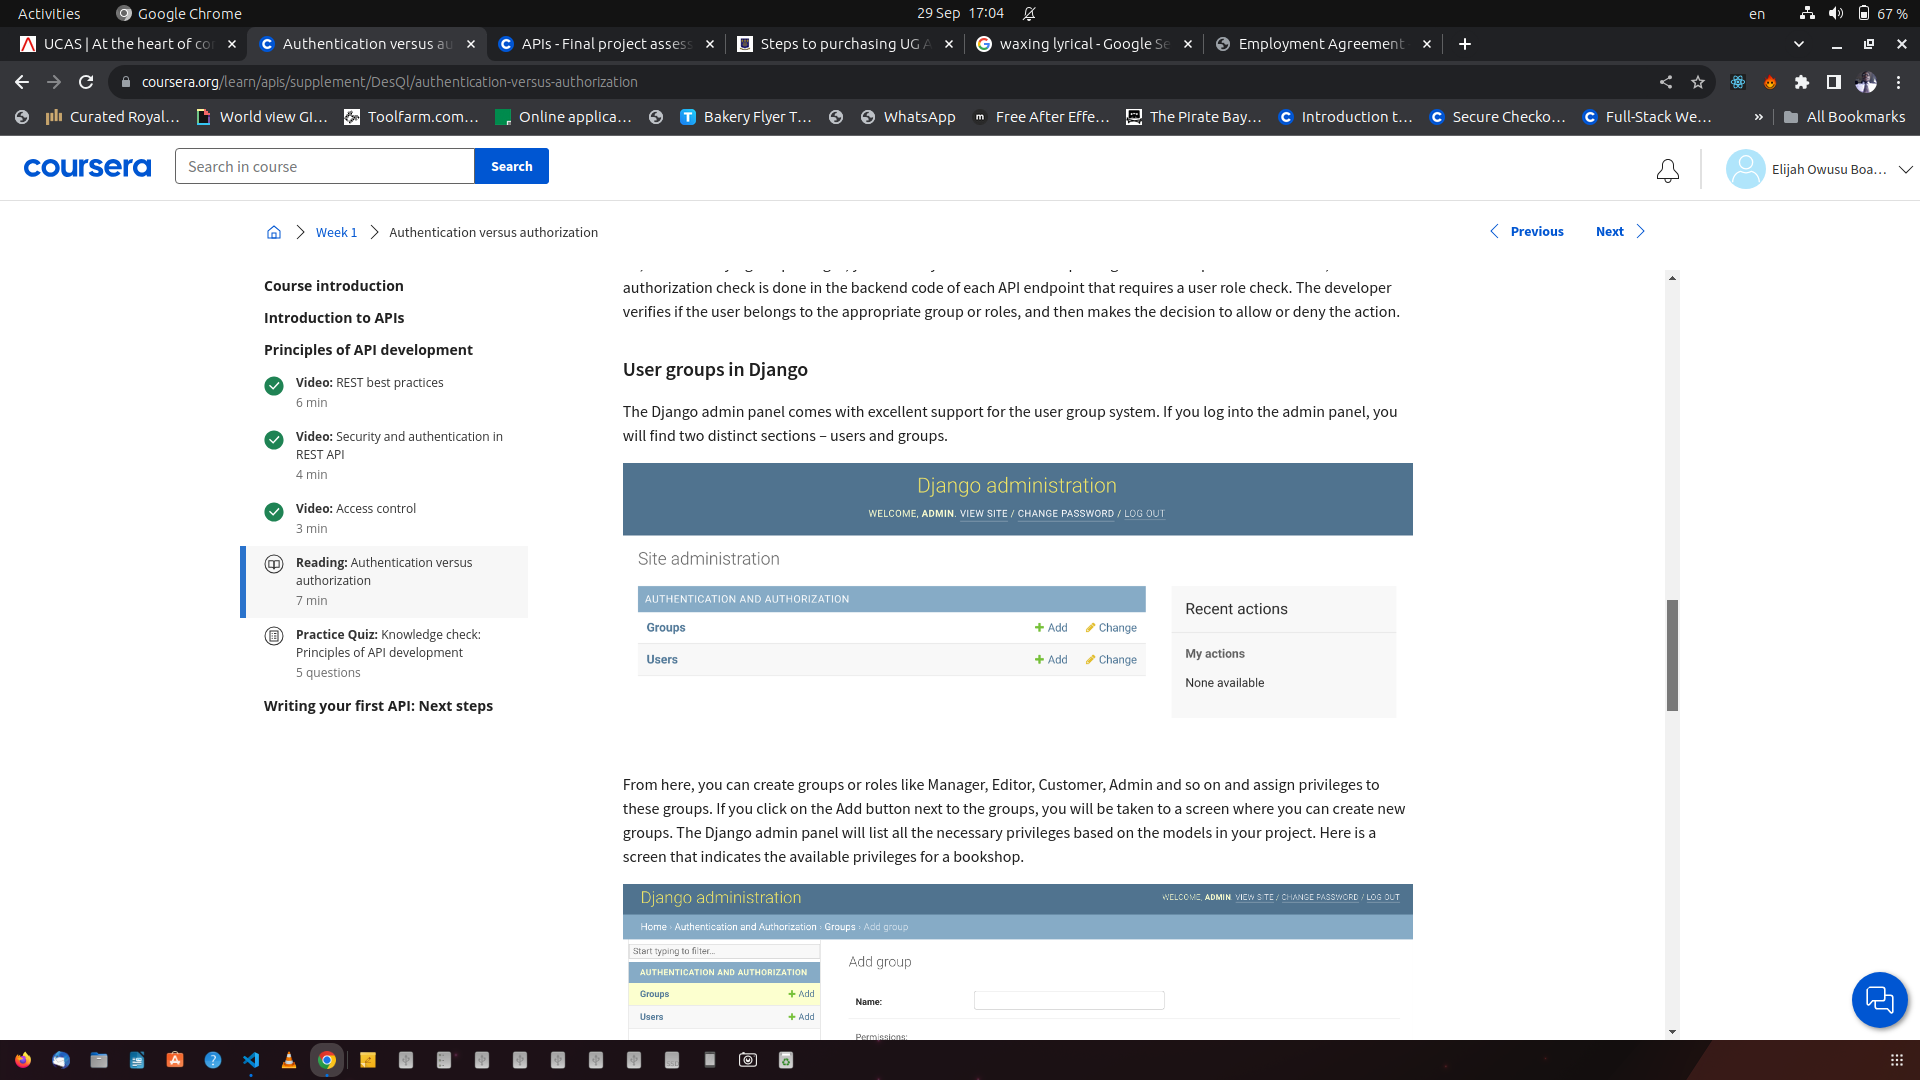 Activities
Google Chrome
29 Sep 17:04
en
67 %
UCAS | At the heart of co
Authentication versus au
APIs - Final project assess
Steps to purchasing UG A
waxing lyrical - Google Se
Employment Agreement
coursera.org/learn/apis/supplement/DesQl/authentication-versus-authorization
Curated Royal...
World view GI...
Toolfarm.com...
Online applica...
Bakery Flyer T...
WhatsApp
Free After Effe...
The Pirate Bay...
Introduction t...
Secure Checko...
Full-Stack We...
»
All Bookmarks
coursera
Search in course
Search
Elijah Owusu Boa...
Week 1
Authentication versus authorization
Previous
Next
Course introduction
Introduction to APIs
Principles of API development
Video: REST best practices
6 min
Video: Security and authentication in
REST API
4 min
Video: Access control
3 min
Reading: Authentication versus
authorization
7 min
Practice Quiz: Knowledge check:
Principles of API development
5 questions
Writing your first API: Next steps
authorization check is done in the backend code of each API endpoint that requires a user role check. The developer
verifies if the user belongs to the appropriate group or roles, and then makes the decision to allow or deny the action.
User groups in Django
The Django admin panel comes with excellent support for the user group system. If you log into the admin panel, you
will find two distinct sections – users and groups.
Django administration
WELCOME, ADMIN. VIEW SITE / CHANGE PASSWORD / LOG OUT
Site administration
AUTHENTICATION AND AUTHORIZATION
Groups
Add
Change
Users
Add
Change
Recent actions
My actions
None available
From here, you can create groups or roles like Manager, Editor, Customer, Admin and so on and assign privileges to
these groups. If you click on the Add button next to the groups, you will be taken to a screen where you can create new
groups. The Django admin panel will list all the necessary privileges based on the models in your project. Here is a
screen that indicates the available privileges for a bookshop.
Django administration
WELCOME, ADMIN. VIEW SITE / CHANGE PASSWORD / LOG OUT
Home › Authentication and Authorization › Groups › Add group
Start typing to filter...
AUTHENTICATION AND AUTHORIZATION
Groups
Add
Users
Add
Add group
Name:
Permissions: